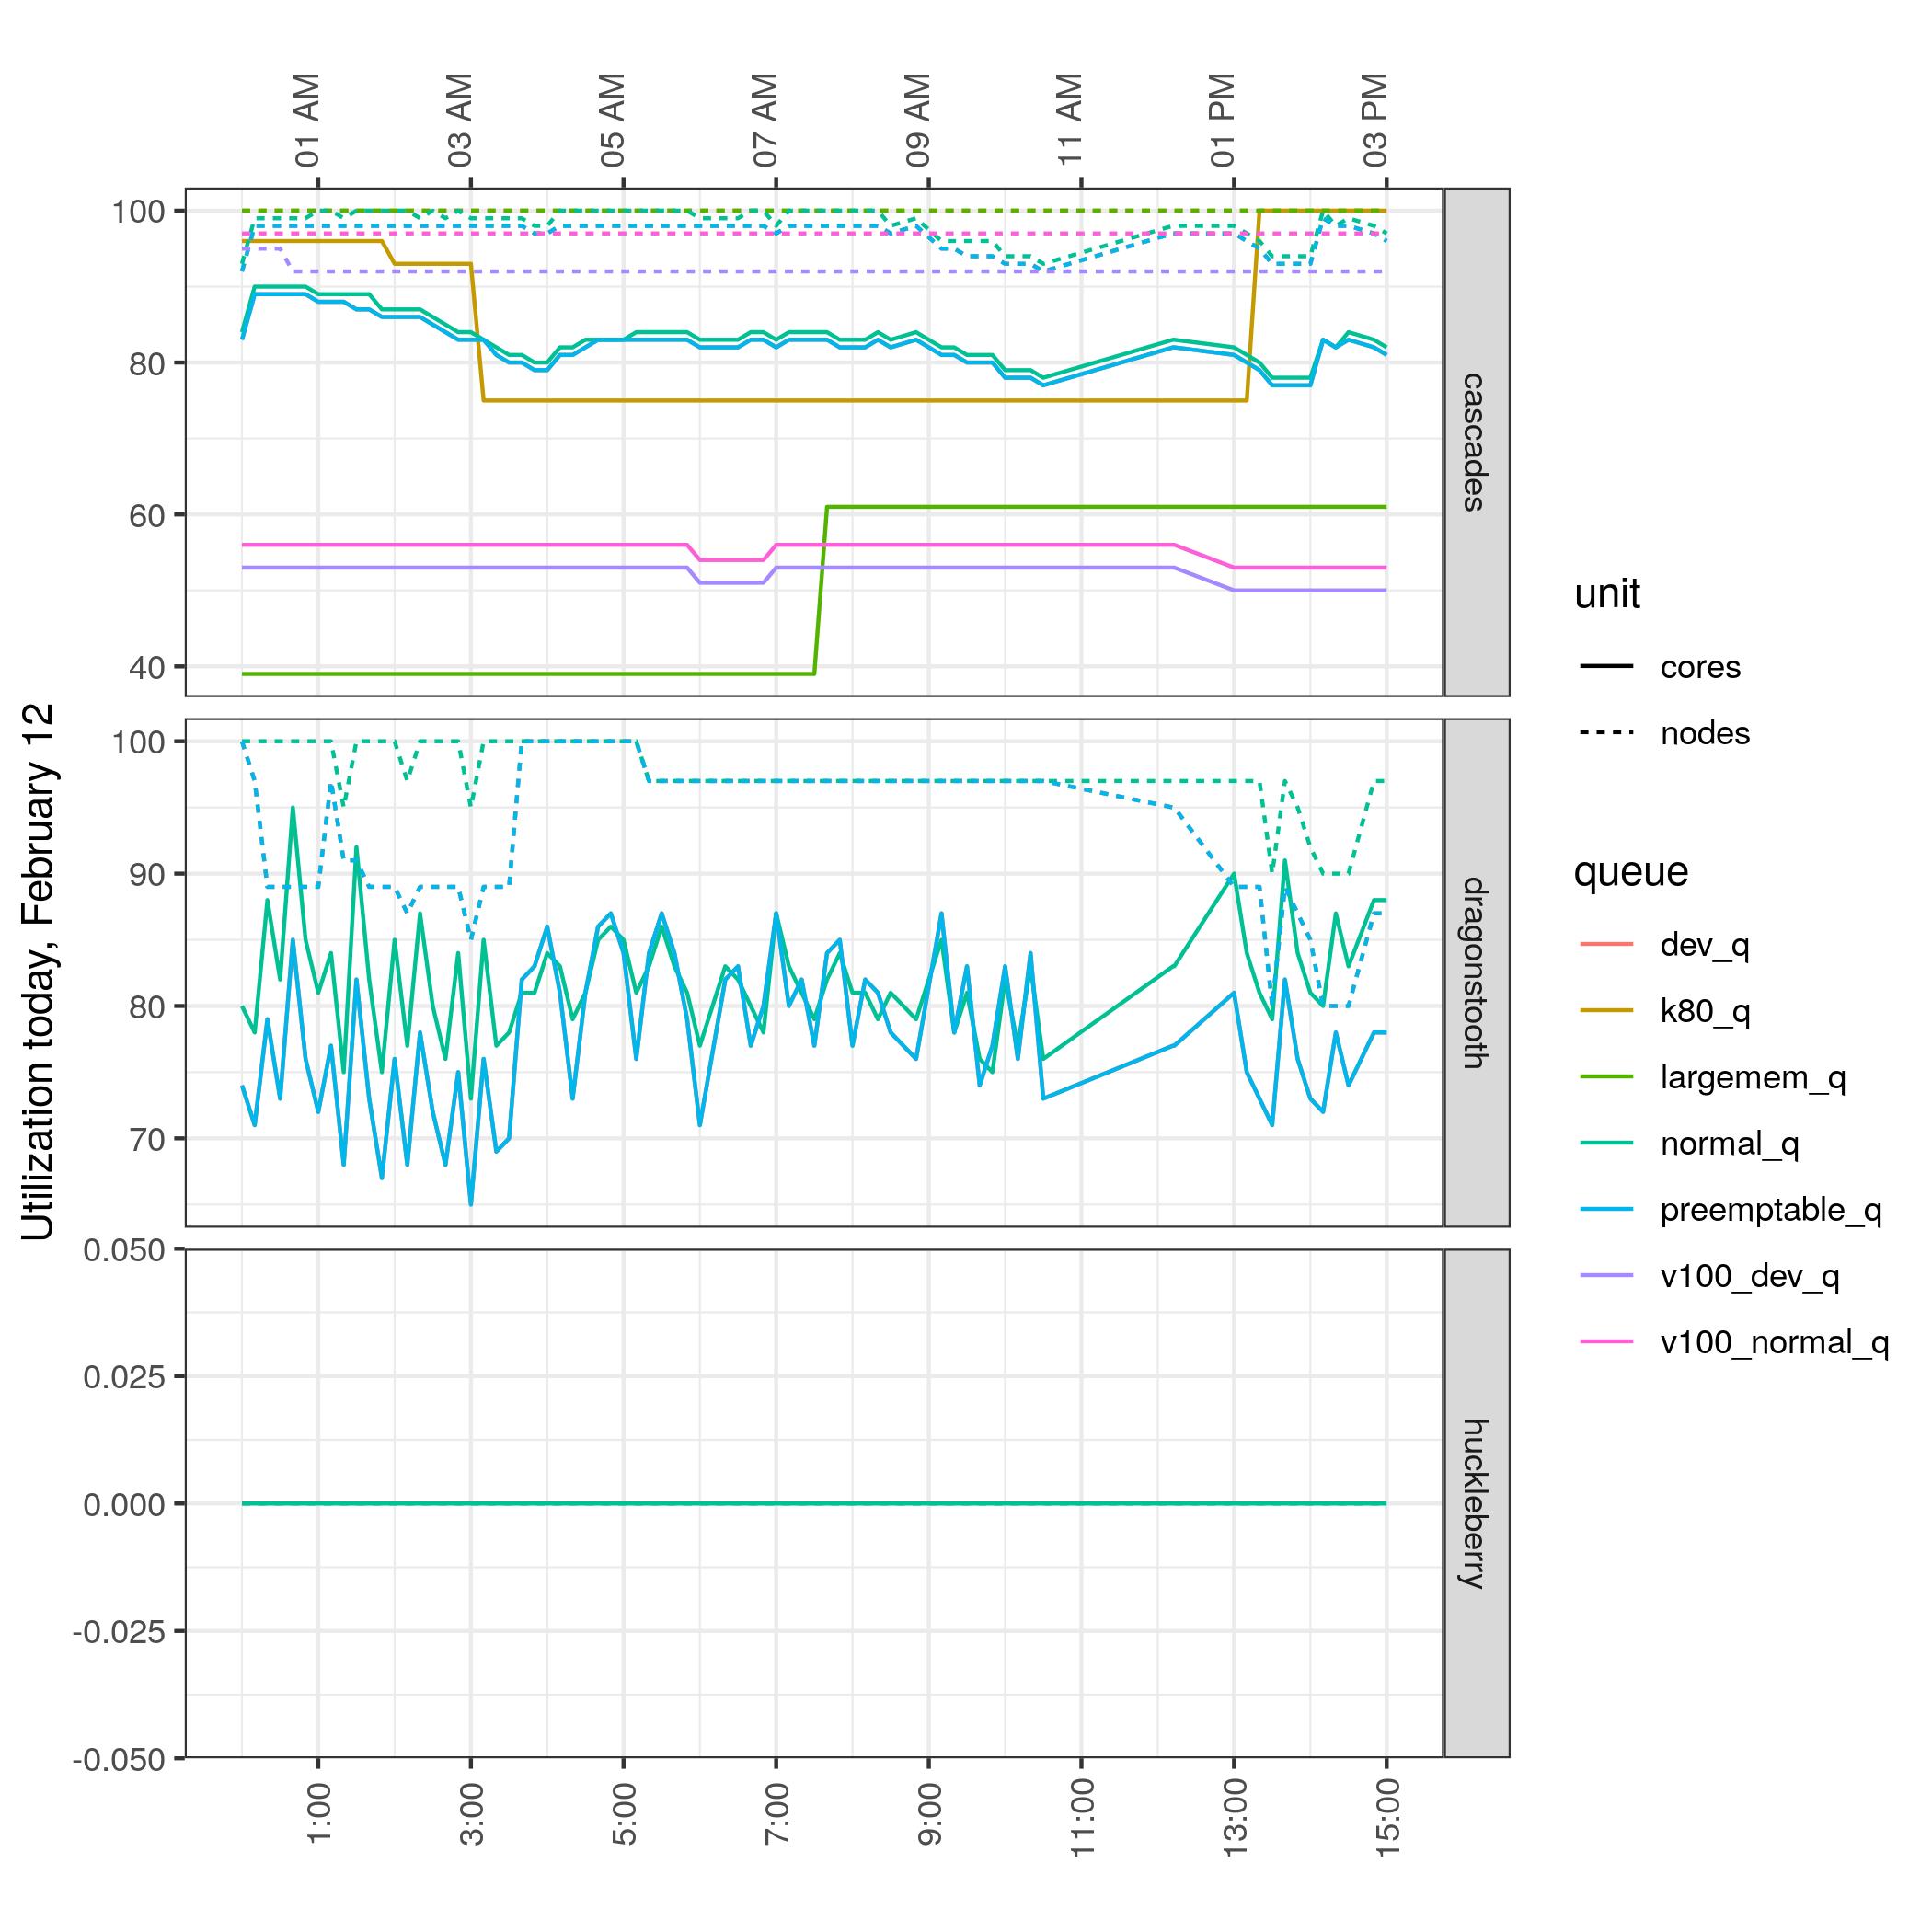 01 AM
03 AM
05 AM
07 AM
09 AM
11 AM
01 PM
03 PM
Utilization today, February 12
100
80
60
40
cascades
100
90
80
70
dragonstooth
0.050
0.025
0.000
-0.025
-0.050
huckleberry
1:00
3:00
5:00
7:00
9:00
11:00
13:00
15:00
unit
cores
nodes
queue
dev_q
k80_q
largemem_q
normal_q
preemptable_q
v100_dev_q
v100_normal_q